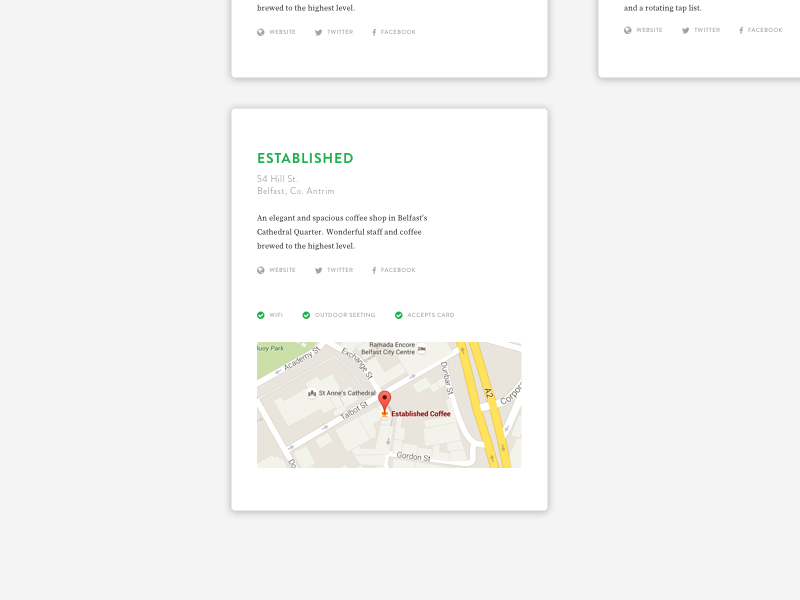 brewed to the highest level.
WEBSITE TWITTER FACEBOOK
and a rotating tap list.
WEBSITE TWITTER FACEBOOK
ESTABLISHED
54 Hill St.
Belfast, Co. Antrim
An elegant and spacious coffee shop in Belfast's
Cathedral Quarter. Wonderful staff and coffee
brewed to the highest level.
WEBSITE TWITTER FACEBOOK
WIFI OUTDOOR SEETING ACCEPTS CARD
Ramada Encore
Belfast City Centre
uoy Park
Academy St
Exchange St
Dunbar St
A2
Corpo
St Anne's Cathedral
Talbot St
Established Coffee
Gordon St
Do